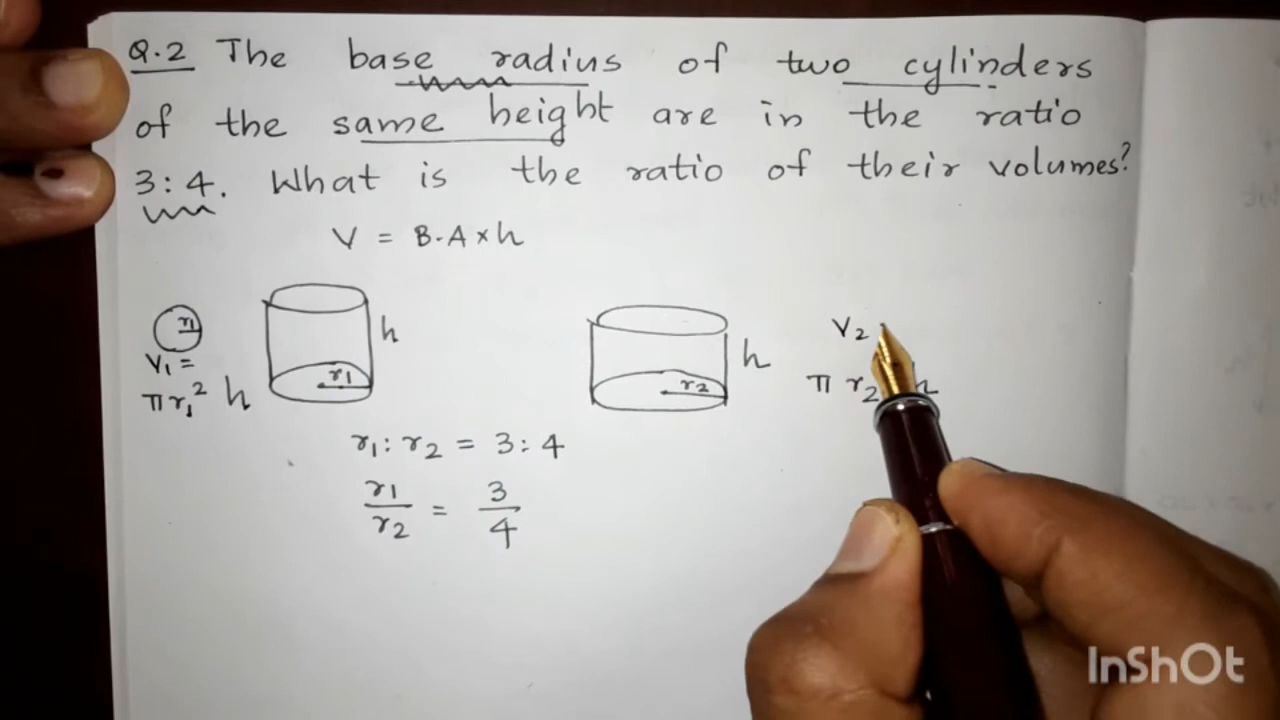 Q.2 The base radius of two cylinders
of the same height are in the ratio
3:4. What is the ratio of their volumes?
V = B.A × h
r1
V1 =
πr1² h
h
r1
h
r2
V2
π r2
r1 : r2 = 3 : 4
r1/r2 = 3/4
InShOt